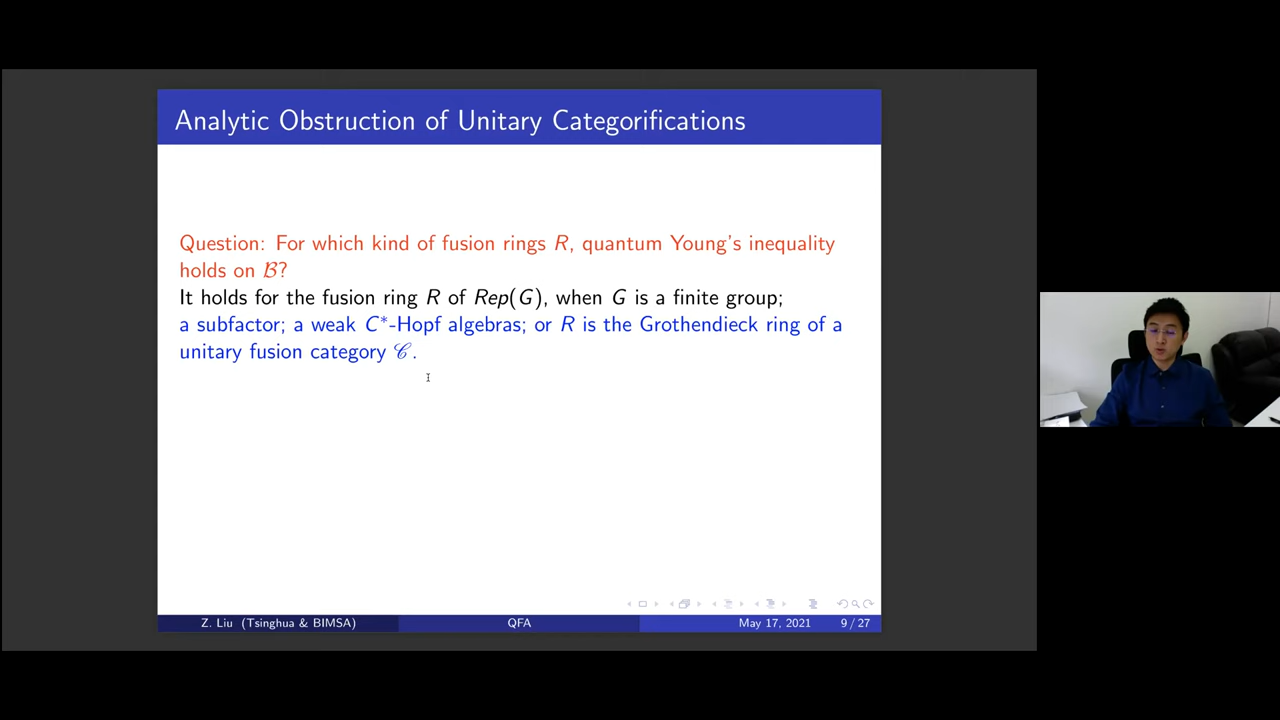 Analytic Obstruction of Unitary Categorifications
Question: For which kind of fusion rings R, quantum Young's inequality
holds on ℬ?
It holds for the fusion ring R of Rep(G), when G is a finite group;
a subfactor; a weak C*-Hopf algebras; or R is the Grothendieck ring of a
unitary fusion category 𝒞.
Z. Liu (Tsinghua & BIMSA) QFA May 17, 2021 9 / 27